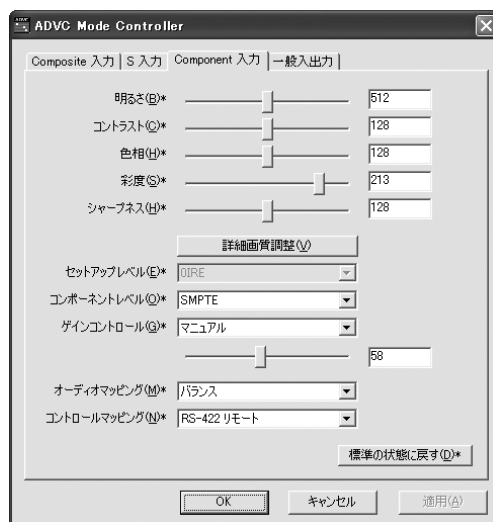 ADVC Mode Controller
Composite 入力 | S 入力 | Component 入力 | 一般入出力
明るさ(B)* 512
コントラスト(C)* 128
色相(H)* 128
彩度(S)* 213
シャープネス(H)* 128
詳細画質調整(V)
セットアップレベル(E)* 0IRE
コンポーネントレベル(O)* SMPTE
ゲインコントロール(G)* マニュアル
58
オーディオマッピング(M)* バランス
コントロールマッピング(N)* RS-422 リモート
標準の状態に戻す(D)*
OK キャンセル 適用(A)